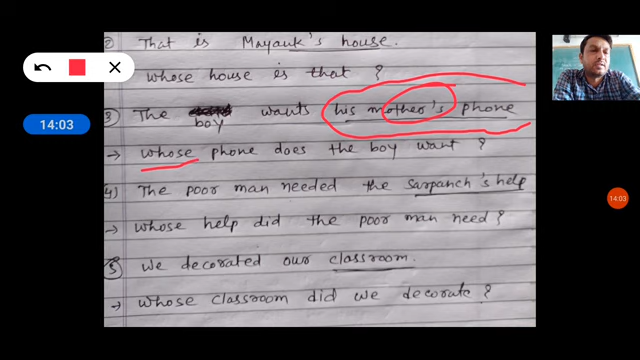 That is Mayank's house.
whose house is that ?
14:03
(3) The boy wants his mother's phone
→ whose phone does the boy want ?
(4) The poor man needed the Sarpanch's help
→ Whose help did the poor man need ?
14:03
(5) We decorated our classroom.
→ Whose classroom did we decorate ?